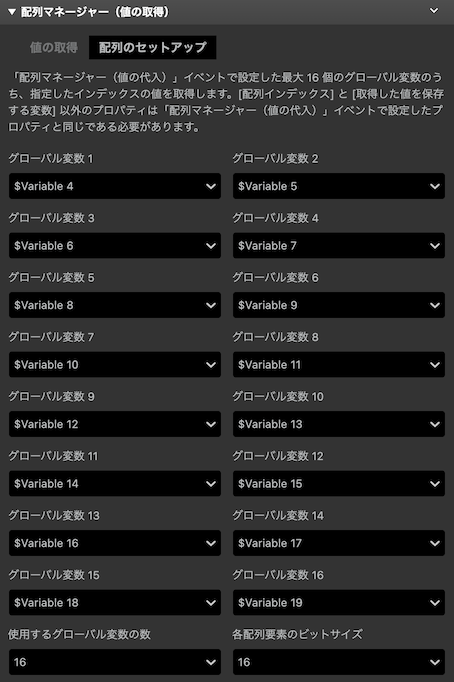 ▼ 配列マネージャー（値の取得）
値の取得 配列のセットアップ
「配列マネージャー（値の代入）」イベントで設定した最大 16 個のグローバル変数のう
ち、指定したインデックスの値を取得します。[配列インデックス] と [取得した値を保存
する変数] 以外のプロパティは「配列マネージャー（値の代入）」イベントで設定したプ
ロパティと同じである必要があります。
グローバル変数 1 グローバル変数 2
$Variable 4 $Variable 5
グローバル変数 3 グローバル変数 4
$Variable 6 $Variable 7
グローバル変数 5 グローバル変数 6
$Variable 8 $Variable 9
グローバル変数 7 グローバル変数 8
$Variable 10 $Variable 11
グローバル変数 9 グローバル変数 10
$Variable 12 $Variable 13
グローバル変数 11 グローバル変数 12
$Variable 14 $Variable 15
グローバル変数 13 グローバル変数 14
$Variable 16 $Variable 17
グローバル変数 15 グローバル変数 16
$Variable 18 $Variable 19
使用するグローバル変数の数 各配列要素のビットサイズ
16 16